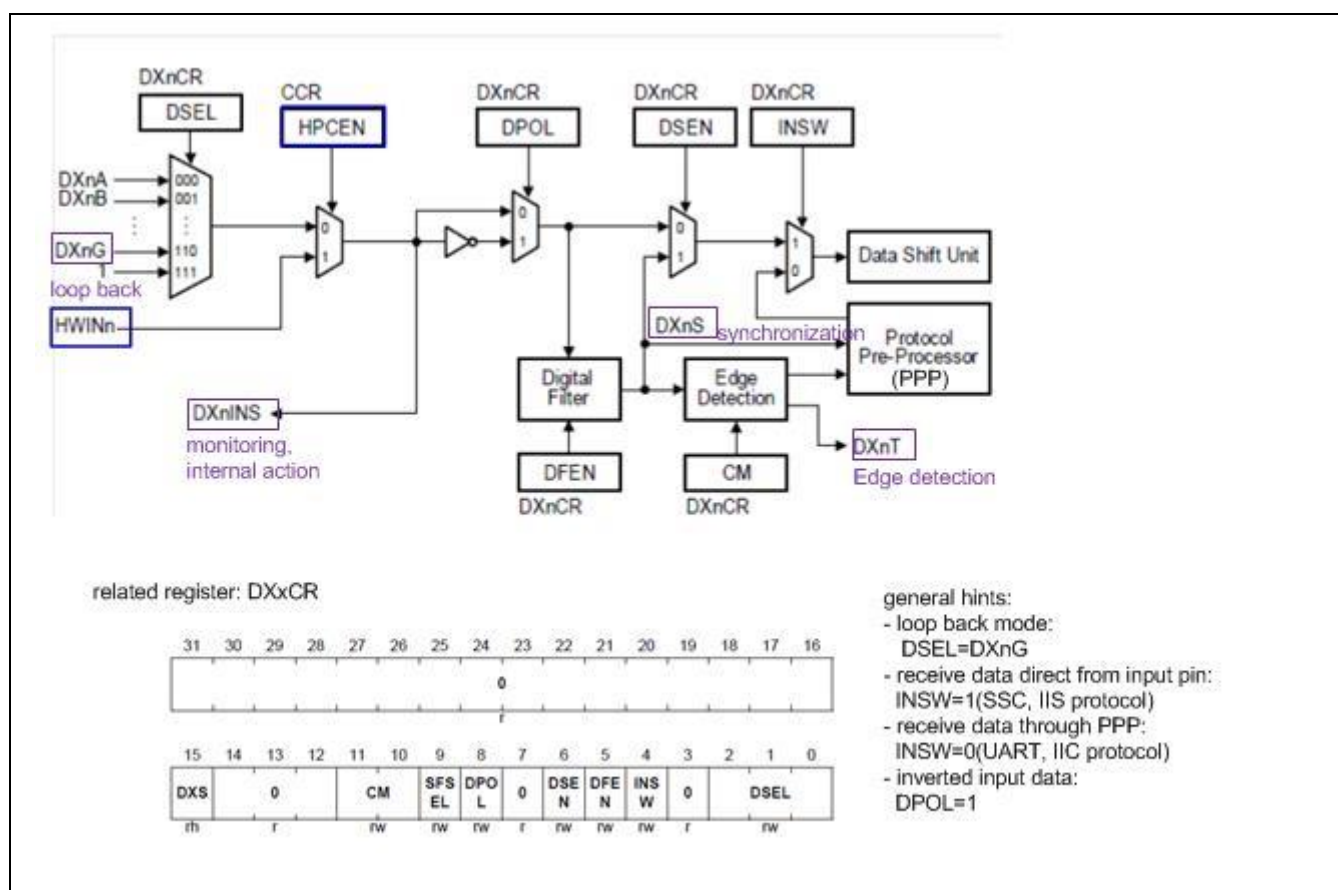 DXnCR
DSEL
CCR
HPCEN
DXnCR
DPOL
DXnCR
DSEN
DXnCR
INSW
DXnA
000
DXnB
001
DXnG
110
1
111
loop back
HWINn
0
1
0
1
0
1
1
0
Data Shift Unit
DXnS
synchronization
Protocol
Pre-Processor
(PPP)
Digital
Filter
Edge
Detection
DXnINS
monitoring,
internal action
DXnT
Edge detection
DFEN
DXnCR
CM
DXnCR
related register: DXxCR
31 30 29 28 27 26 25 24 23 22 21 20 19 18 17 16
0
r
15 14 13 12 11 10 9 8 7 6 5 4 3 2 1 0
DXS 0 CM SFS EL DPO L 0 DSE N DFE N INS W 0 DSEL
rh r rw rw rw r rw rw rw r rw
general hints:
- loop back mode:
DSEL=DXnG
- receive data direct from input pin:
INSW=1(SSC, IIS protocol)
- receive data through PPP:
INSW=0(UART, IIC protocol)
- inverted input data:
DPOL=1